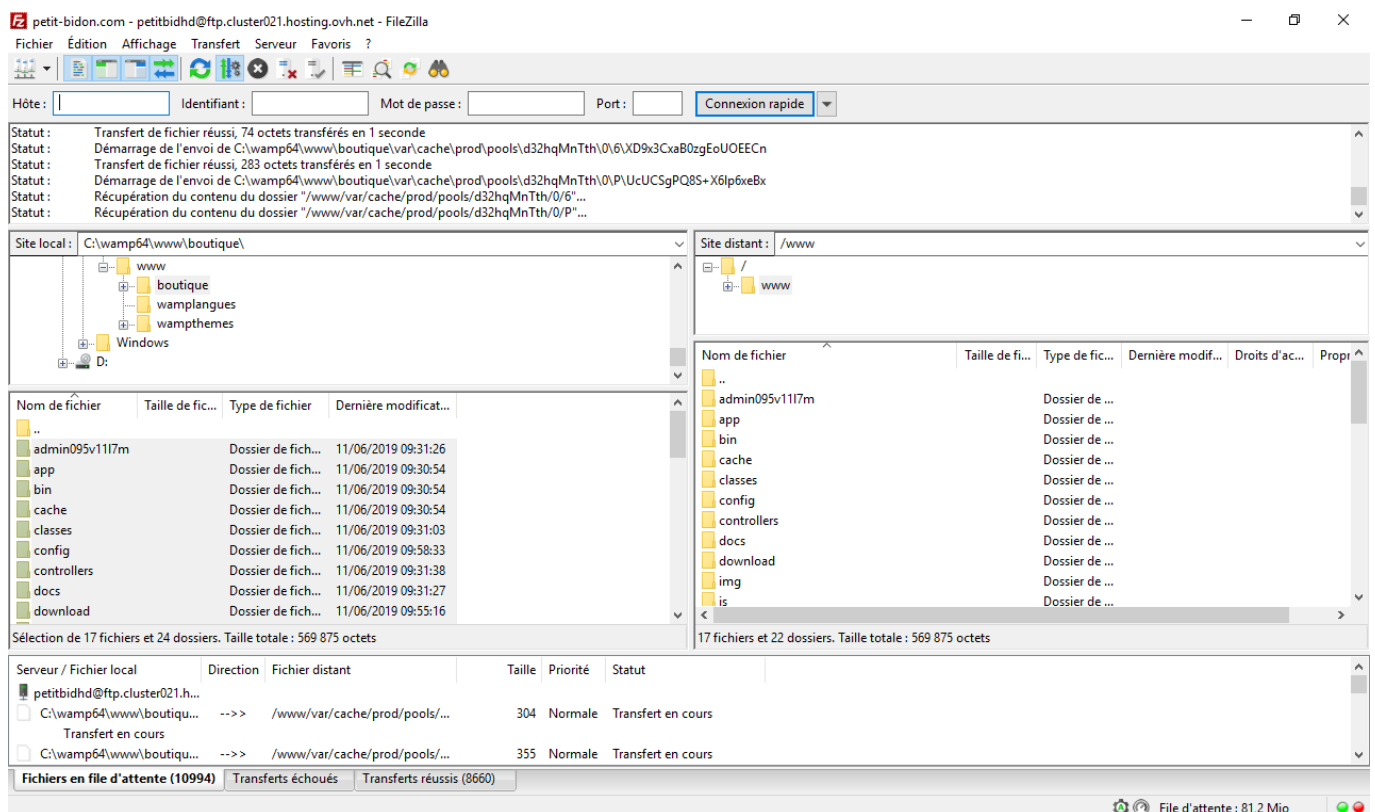 petit-bidon.com - petitbidhd@ftp.cluster021.hosting.ovh.net - FileZilla
Fichier Édition Affichage Transfert Serveur Favoris ?
Hôte : Identifiant : Mot de passe : Port : Connexion rapide
Statut : Transfert de fichier réussi, 74 octets transférés en 1 seconde
Statut : Démarrage de l'envoi de C:\wamp64\www\boutique\var\cache\prod\pools\d32hqMnTth\0\6\XD9x3CxaB0zgEoUOEECn
Statut : Transfert de fichier réussi, 283 octets transférés en 1 seconde
Statut : Démarrage de l'envoi de C:\wamp64\www\boutique\var\cache\prod\pools\d32hqMnTth\0\P\UcUCSgPQ8S+X6Ip6xeBx
Statut : Récupération du contenu du dossier "/www/var/cache/prod/pools/d32hqMnTth/0/6"...
Statut : Récupération du contenu du dossier "/www/var/cache/prod/pools/d32hqMnTth/0/P"...
Site local : C:\wamp64\www\boutique\
www
boutique
wamplangues
wampthemes
Windows
D:
Nom de fichier Taille de fic... Type de fichier Dernière modificat...
..
admin095v11l7m Dossier de fich... 11/06/2019 09:31:26
app Dossier de fich... 11/06/2019 09:30:54
bin Dossier de fich... 11/06/2019 09:30:54
cache Dossier de fich... 11/06/2019 09:30:54
classes Dossier de fich... 11/06/2019 09:31:03
config Dossier de fich... 11/06/2019 09:58:33
controllers Dossier de fich... 11/06/2019 09:31:38
docs Dossier de fich... 11/06/2019 09:31:27
download Dossier de fich... 11/06/2019 09:55:16
Sélection de 17 fichiers et 24 dossiers. Taille totale : 569 875 octets
Site distant : /www
/
www
Nom de fichier Taille de fi... Type de fic... Dernière modif... Droits d'ac... Propr
..
admin095v11l7m Dossier de ...
app Dossier de ...
bin Dossier de ...
cache Dossier de ...
classes Dossier de ...
config Dossier de ...
controllers Dossier de ...
docs Dossier de ...
download Dossier de ...
img Dossier de ...
js Dossier de ...
17 fichiers et 22 dossiers. Taille totale : 569 875 octets
Serveur / Fichier local Direction Fichier distant Taille Priorité Statut
petitbidhd@ftp.cluster021.h...
C:\wamp64\www\boutiqu... -->> /www/var/cache/prod/pools/... 304 Normale Transfert en cours
Transfert en cours
C:\wamp64\www\boutiqu... -->> /www/var/cache/prod/pools/... 355 Normale Transfert en cours
Fichiers en file d'attente (10994) Transferts échoués Transferts réussis (8660)
File d'attente : 81,2 Mio